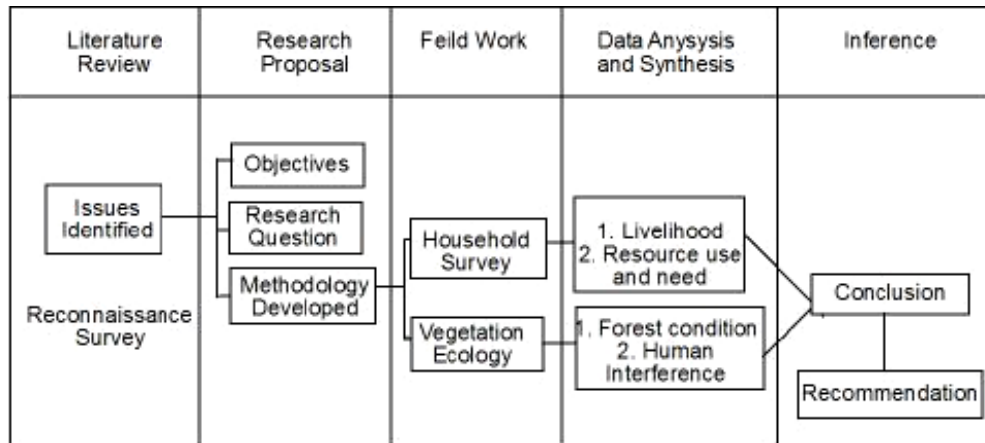 Literature
Review
Research
Proposal
Feild Work
Data Anysysis
and Synthesis
Inference
Issues
Identified
Reconnaissance
Survey
Objectives
Research
Question
Methodology
Developed
Household
Survey
Vegetation
Ecology
1. Livelihood
2. Resource use
and need
1. Forest condition
2. Human
Interference
Conclusion
Recommendation